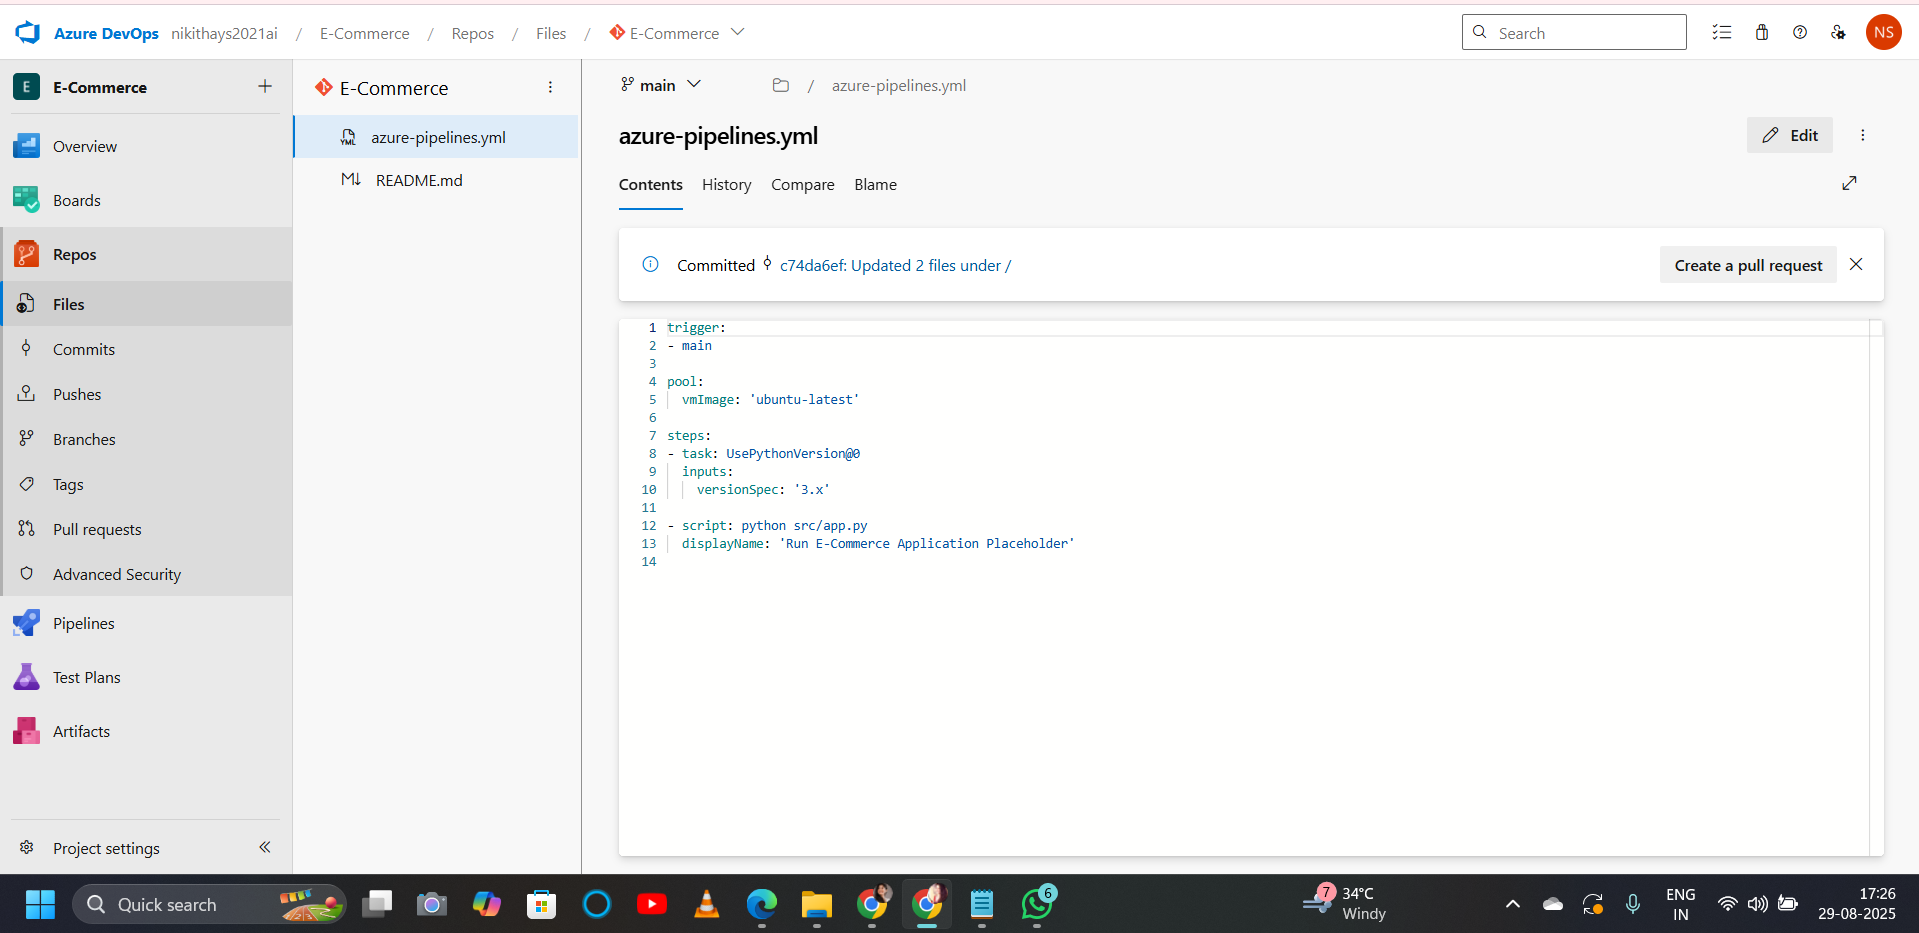 Azure DevOps nikithays2021ai / E-Commerce / Repos / Files / E-Commerce
Search
NS
E E-Commerce
Overview
Boards
Repos
Files
Commits
Pushes
Branches
Tags
Pull requests
Advanced Security
Pipelines
Test Plans
Artifacts
Project settings
E-Commerce
YML azure-pipelines.yml
README.md
main / azure-pipelines.yml
azure-pipelines.yml
Edit
Contents History Compare Blame
Committed c74da6ef: Updated 2 files under /
Create a pull request
1 trigger:
2 - main
3
4 pool:
5 vmImage: 'ubuntu-latest'
6
7 steps:
8 - task: UsePythonVersion@0
9 inputs:
10 versionSpec: '3.x'
11
12 - script: python src/app.py
13 displayName: 'Run E-Commerce Application Placeholder'
14
Quick search
6
7
34°C
Windy
ENG
IN
17:26
29-08-2025